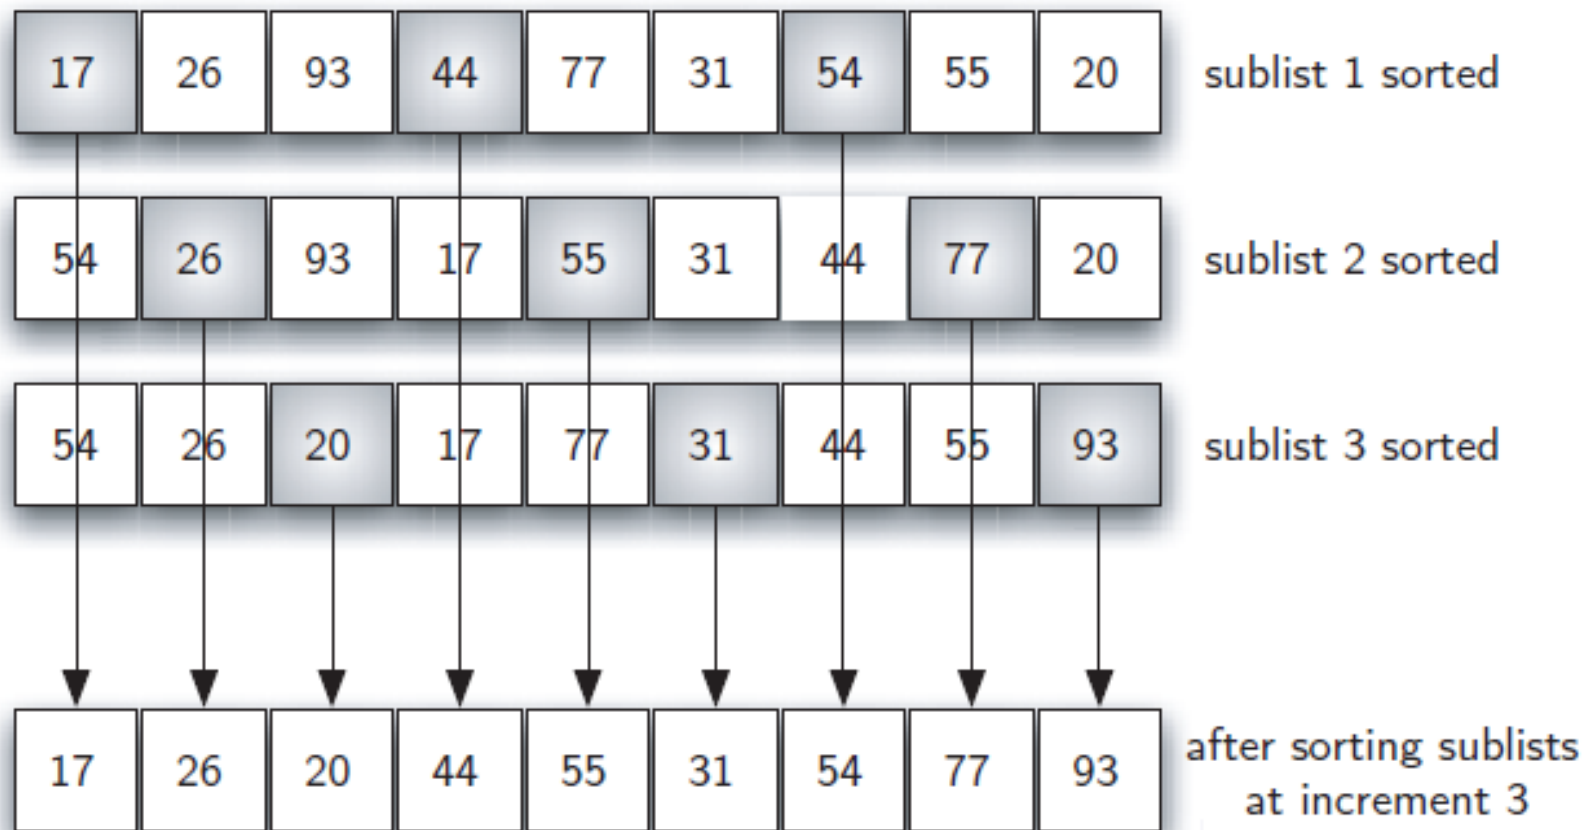 17 26 93 44 77 31 54 55 20 sublist 1 sorted
54 26 93 17 55 31 44 77 20 sublist 2 sorted
54 26 20 17 77 31 44 55 93 sublist 3 sorted
17 26 20 44 55 31 54 77 93 after sorting sublists
at increment 3